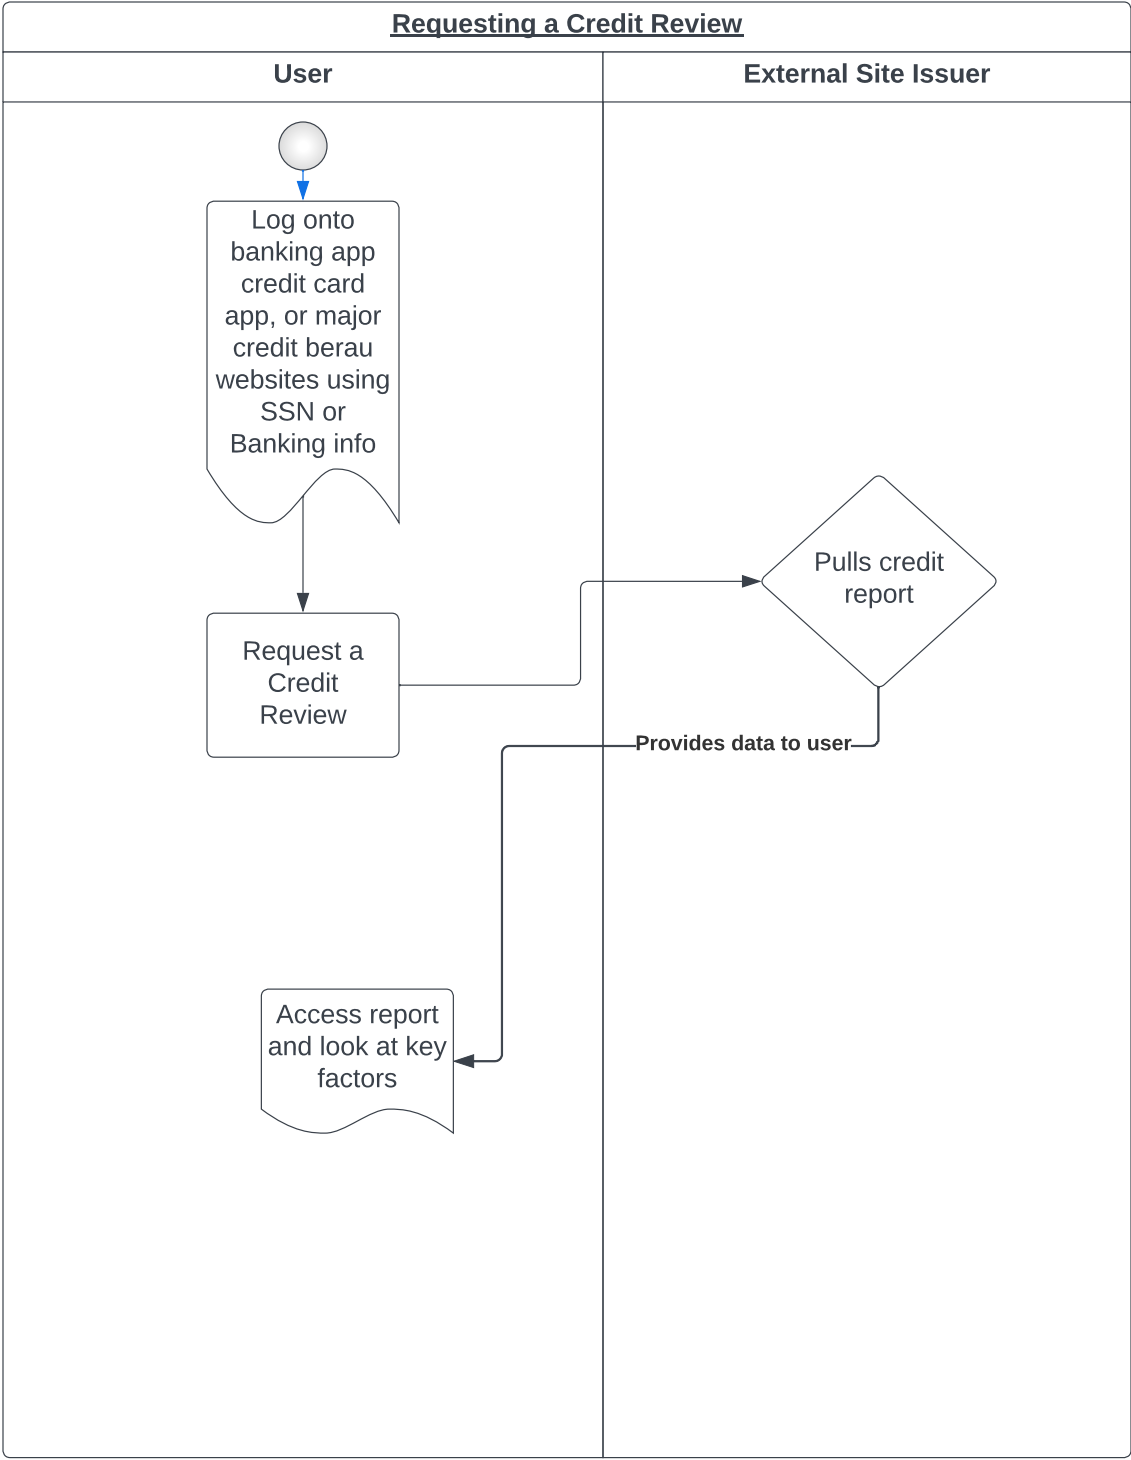 Requesting a Credit Review
User
External Site Issuer
Log onto
banking app
credit card
app, or major
credit berau
websites using
SSN or
Banking info
Pulls credit
report
Request a
Credit
Review
Provides data to user
Access report
and look at key
factors